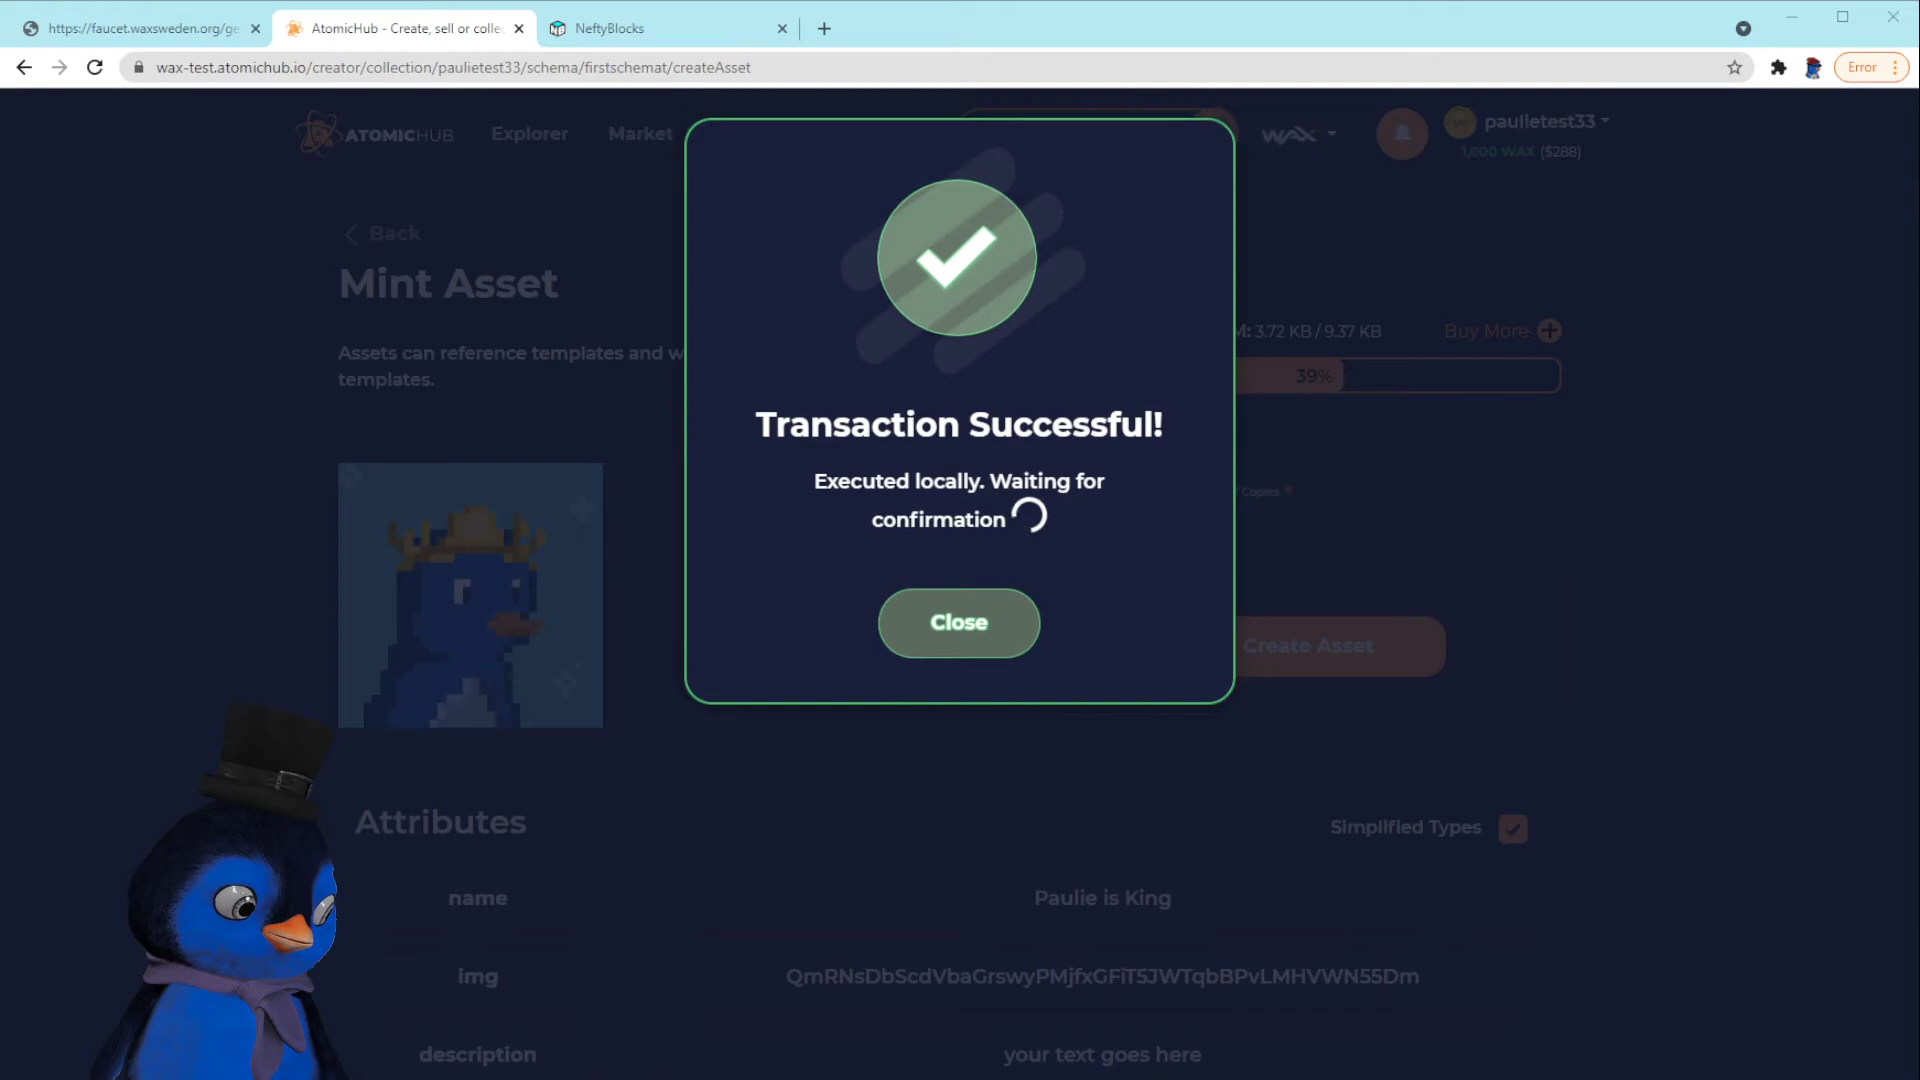 https://faucet.waxsweden.org/ge
AtomicHub - Create, sell or colle
NeftyBlocks
wax-test.atomichub.io/creator/collection/paulietest33/schema/firstschemat/createAsset
Error
ATOMICHUB
Explorer
Market
WAX
paulietest33
1,000 WAX ($288)
Back
Mint Asset
M: 3.72 KB / 9.37 KB
Buy More
Assets can reference templates and w
templates.
39%
Transaction Successful!
Executed locally. Waiting for
confirmation
Copies *
Close
Create Asset
Attributes
Simplified Types
name
Paulie is King
img
QmRNsDbScdVbaGrswyPMjfxGFiT5JWTqbBPvLMHVWN55Dm
description
your text goes here